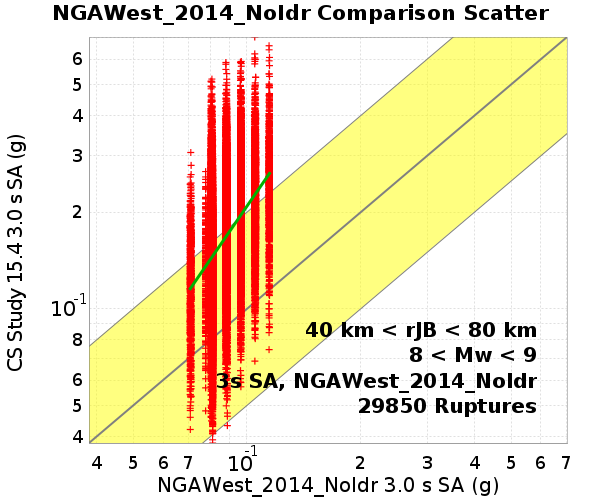 NGAWest_2014_NoIdr Comparison Scatter
CS Study 15.4 3.0 s SA (g)
6
5
4
3
2
10-1
8
7
6
5
4
40 km < rJB < 80 km
8 < Mw < 9
3s SA, NGAWest_2014_NoIdr
29850 Ruptures
4 5 6 7 10-1 2 3 4 5 6 7
NGAWest_2014_NoIdr 3.0 s SA (g)